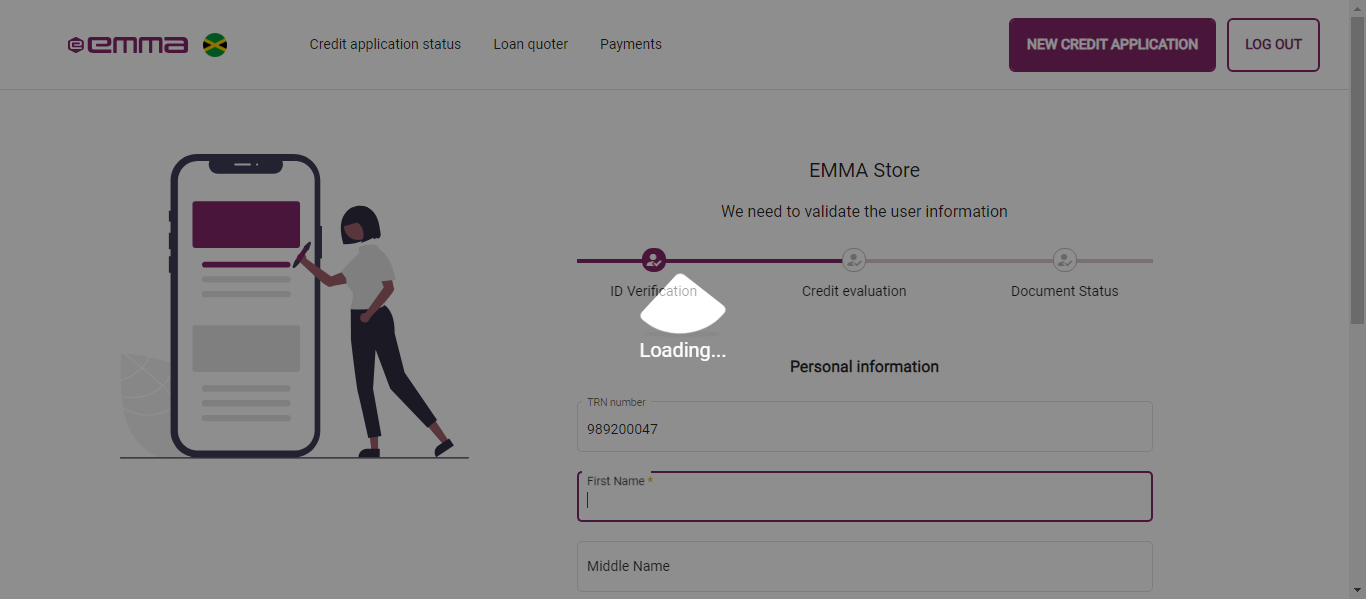 emma
Credit application status
Loan quoter
Payments
NEW CREDIT APPLICATION
LOG OUT
EMMA Store
We need to validate the user information
ID Verification
Credit evaluation
Document Status
Loading...
Personal information
TRN number
989200047
First Name *
Middle Name